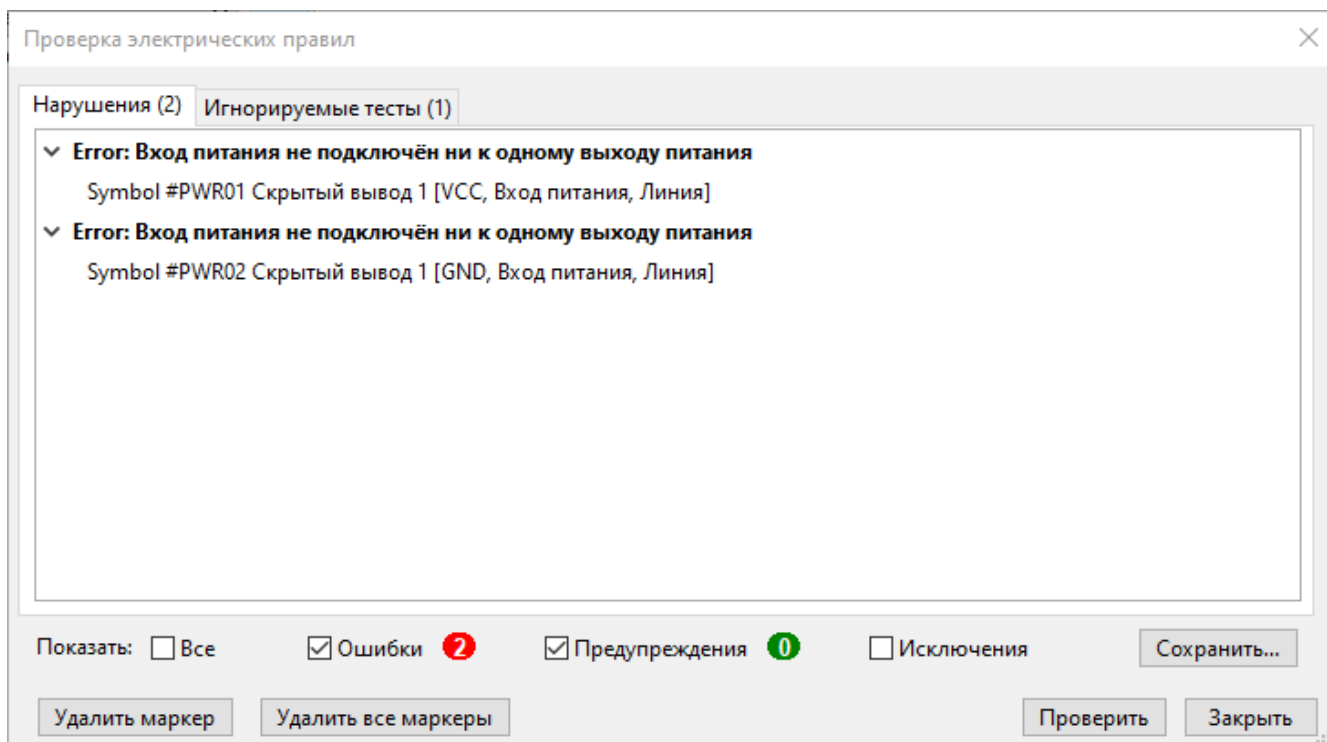 Проверка электрических правил
Нарушения (2) Игнорируемые тесты (1)
Error: Вход питания не подключён ни к одному выходу питания
Symbol #PWR01 Скрытый вывод 1 [VCC, Вход питания, Линия]
Error: Вход питания не подключён ни к одному выходу питания
Symbol #PWR02 Скрытый вывод 1 [GND, Вход питания, Линия]
Показать: Все Ошибки 2 Предупреждения 0 Исключения Сохранить...
Удалить маркер Удалить все маркеры Проверить Закрыть